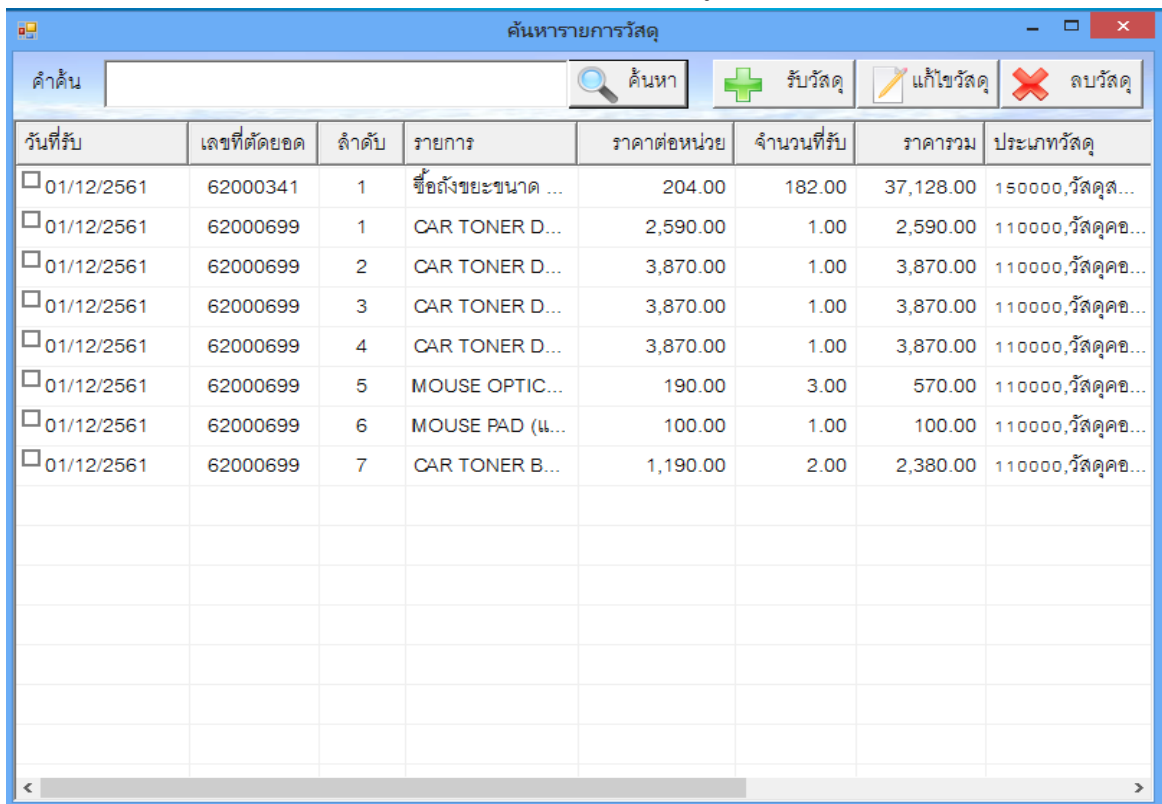 ค้นหารายการวัสดุ
คำค้น ค้นหา รับวัสดุ แก้ไขวัสดุ ลบวัสดุ
วันที่รับ เลขที่ตัดยอด ลำดับ รายการ ราคาต่อหน่วย จำนวนที่รับ ราคารวม ประเภทวัสดุ
01/12/2561 62000341 1 ซื้อถังขยะขนาด ... 204.00 182.00 37,128.00 150000,วัสดุส...
01/12/2561 62000699 1 CAR TONER D... 2,590.00 1.00 2,590.00 110000,วัสดุคอ...
01/12/2561 62000699 2 CAR TONER D... 3,870.00 1.00 3,870.00 110000,วัสดุคอ...
01/12/2561 62000699 3 CAR TONER D... 3,870.00 1.00 3,870.00 110000,วัสดุคอ...
01/12/2561 62000699 4 CAR TONER D... 3,870.00 1.00 3,870.00 110000,วัสดุคอ...
01/12/2561 62000699 5 MOUSE OPTIC... 190.00 3.00 570.00 110000,วัสดุคอ...
01/12/2561 62000699 6 MOUSE PAD (แ... 100.00 1.00 100.00 110000,วัสดุคอ...
01/12/2561 62000699 7 CAR TONER B... 1,190.00 2.00 2,380.00 110000,วัสดุคอ...